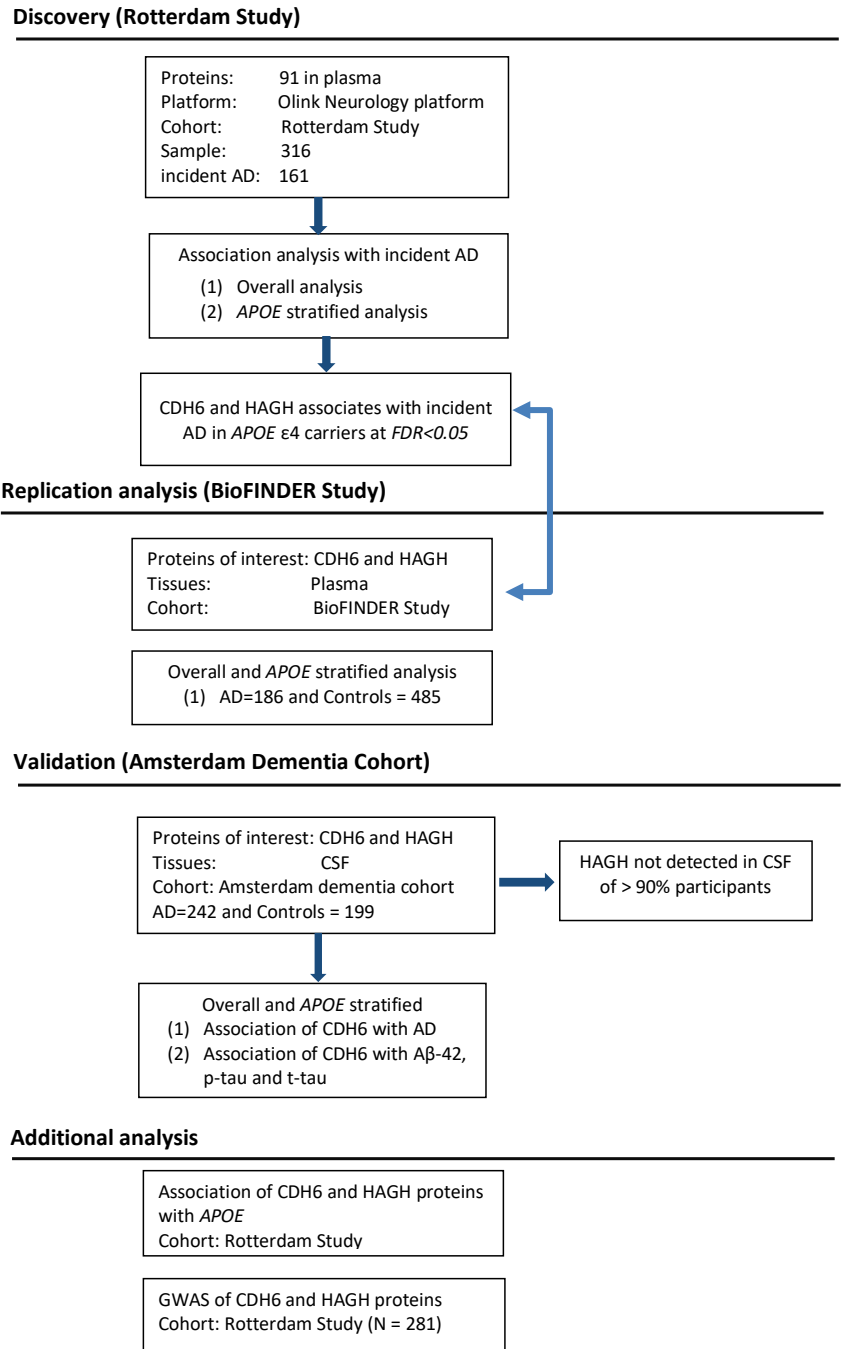 Discovery (Rotterdam Study)
Proteins: 91 in plasma
Platform: Olink Neurology platform
Cohort: Rotterdam Study
Sample: 316
incident AD: 161
Association analysis with incident AD
(1) Overall analysis
(2) APOE stratified analysis
CDH6 and HAGH associates with incident
AD in APOE ε4 carriers at FDR<0.05
Replication analysis (BioFINDER Study)
Proteins of interest: CDH6 and HAGH
Tissues: Plasma
Cohort: BioFINDER Study
Overall and APOE stratified analysis
(1) AD=186 and Controls = 485
Validation (Amsterdam Dementia Cohort)
Proteins of interest: CDH6 and HAGH
Tissues: CSF
Cohort: Amsterdam dementia cohort
AD=242 and Controls = 199
HAGH not detected in CSF
of > 90% participants
Overall and APOE stratified
(1) Association of CDH6 with AD
(2) Association of CDH6 with Aβ-42,
p-tau and t-tau
Additional analysis
Association of CDH6 and HAGH proteins
with APOE
Cohort: Rotterdam Study
GWAS of CDH6 and HAGH proteins
Cohort: Rotterdam Study (N = 281)